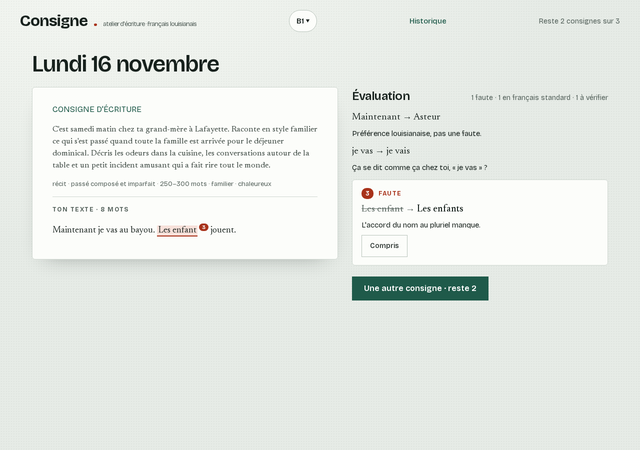 Consigne • atelier d'écriture · français louisianais
B1 ▾
Historique
Reste 2 consignes sur 3
Lundi 16 novembre
CONSIGNE D'ÉCRITURE
C'est samedi matin chez ta grand-mère à Lafayette. Raconte en style familier
ce qui s'est passé quand toute la famille est arrivée pour le déjeuner
dominical. Décris les odeurs dans la cuisine, les conversations autour de la
table et un petit incident amusant qui a fait rire tout le monde.
récit · passé composé et imparfait · 250–300 mots · familier · chaleureux
TON TEXTE · 8 MOTS
Maintenant je vas au bayou. Les enfant 3 jouent.
Évaluation
1 faute · 1 en français standard · 1 à vérifier
Maintenant → Asteur
Préférence louisianaise, pas une faute.
je vas → je vais
Ça se dit comme ça chez toi, « je vas » ?
3 FAUTE
Les enfant → Les enfants
L'accord du nom au pluriel manque.
Compris
Une autre consigne · reste 2